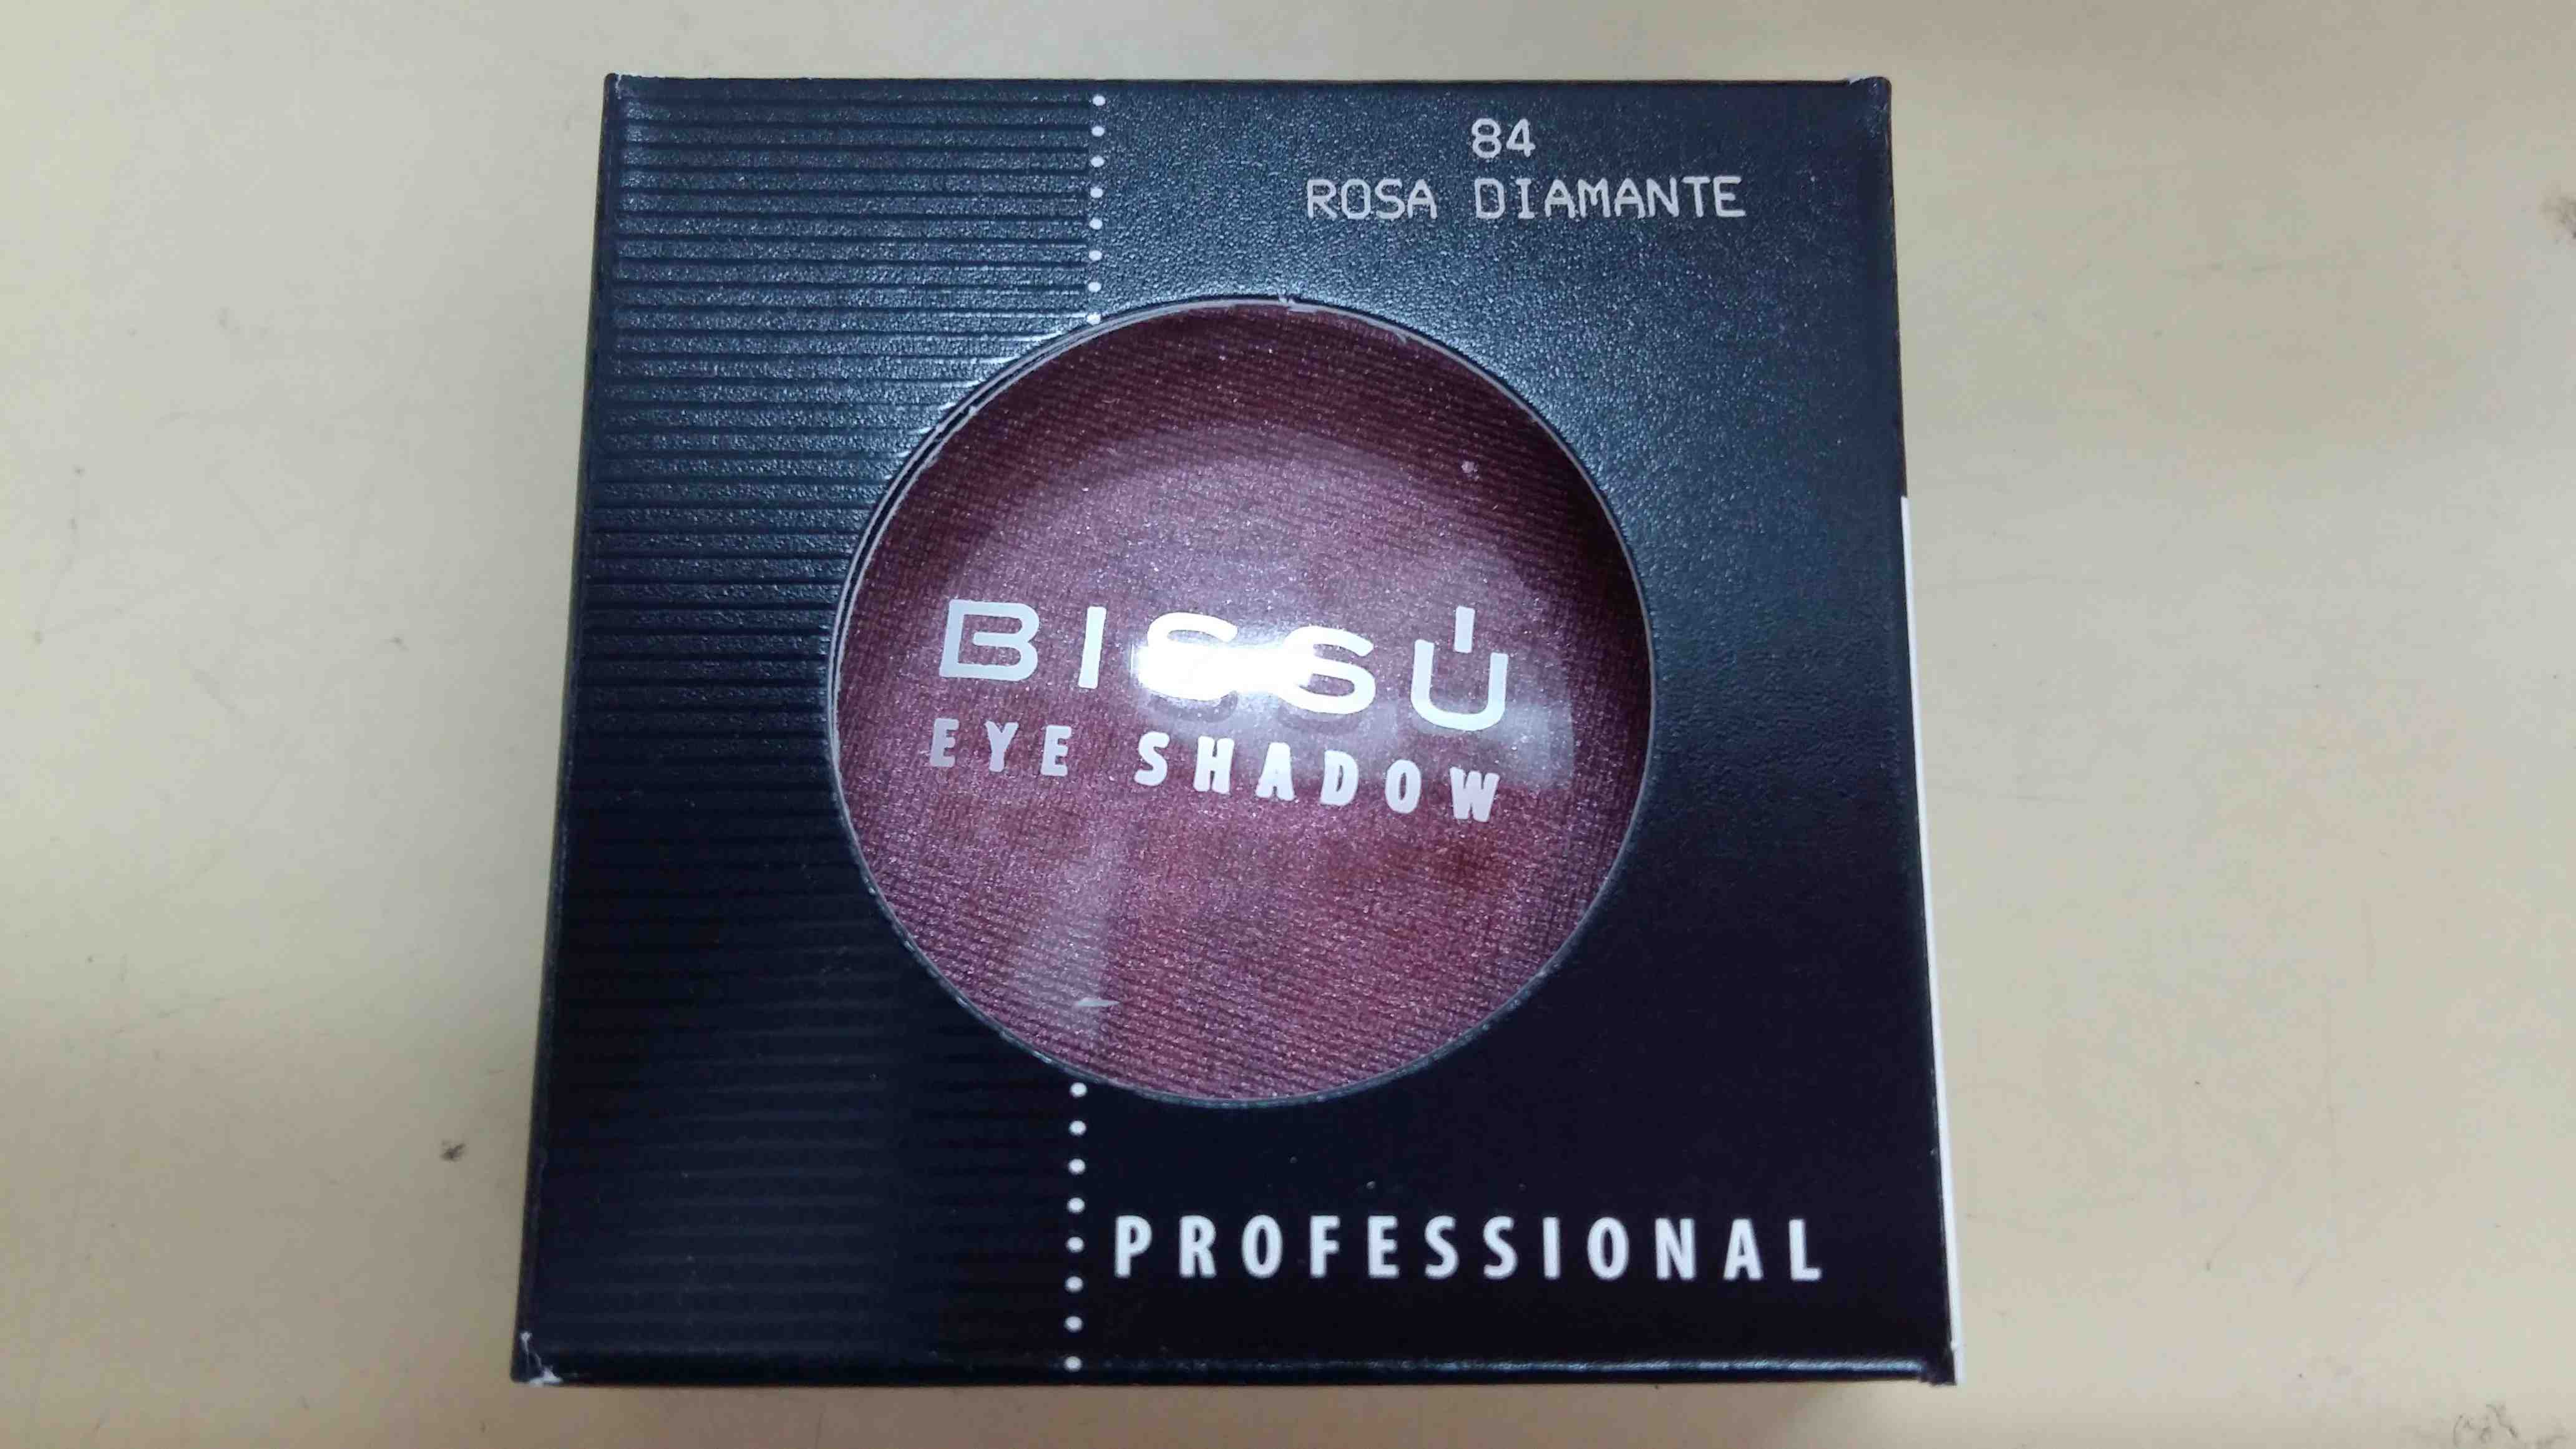 84
ROSA DIAMANTE
BISSÚ
EYE SHADOW
PROFESSIONAL